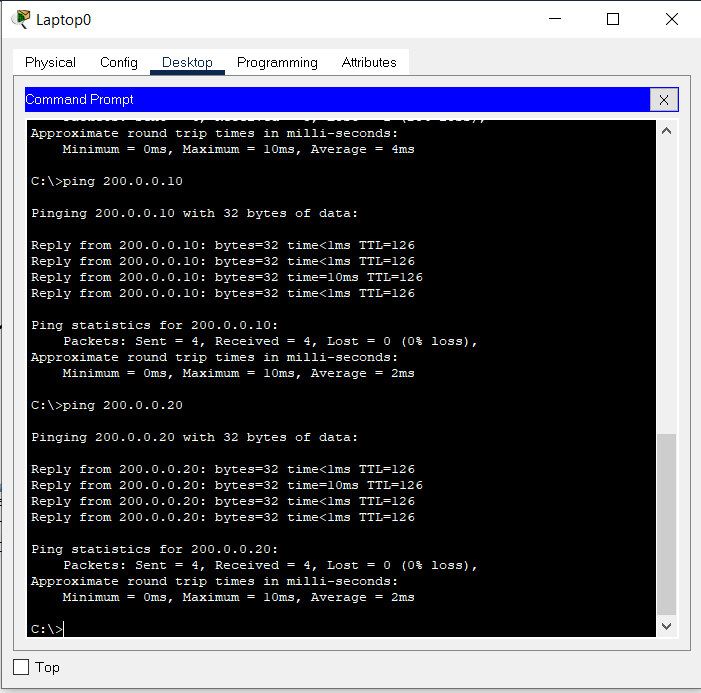 Laptop0
Physical Config Desktop Programming Attributes
Command Prompt
X
Approximate round trip times in milli-seconds:
Minimum = 0ms, Maximum = 10ms, Average = 4ms
C:\>ping 200.0.0.10
Pinging 200.0.0.10 with 32 bytes of data:
Reply from 200.0.0.10: bytes=32 time<1ms TTL=126
Reply from 200.0.0.10: bytes=32 time<1ms TTL=126
Reply from 200.0.0.10: bytes=32 time=10ms TTL=126
Reply from 200.0.0.10: bytes=32 time<1ms TTL=126
Ping statistics for 200.0.0.10:
Packets: Sent = 4, Received = 4, Lost = 0 (0% loss),
Approximate round trip times in milli-seconds:
Minimum = 0ms, Maximum = 10ms, Average = 2ms
C:\>ping 200.0.0.20
Pinging 200.0.0.20 with 32 bytes of data:
Reply from 200.0.0.20: bytes=32 time<1ms TTL=126
Reply from 200.0.0.20: bytes=32 time=10ms TTL=126
Reply from 200.0.0.20: bytes=32 time<1ms TTL=126
Reply from 200.0.0.20: bytes=32 time<1ms TTL=126
Ping statistics for 200.0.0.20:
Packets: Sent = 4, Received = 4, Lost = 0 (0% loss),
Approximate round trip times in milli-seconds:
Minimum = 0ms, Maximum = 10ms, Average = 2ms
C:\>
Top